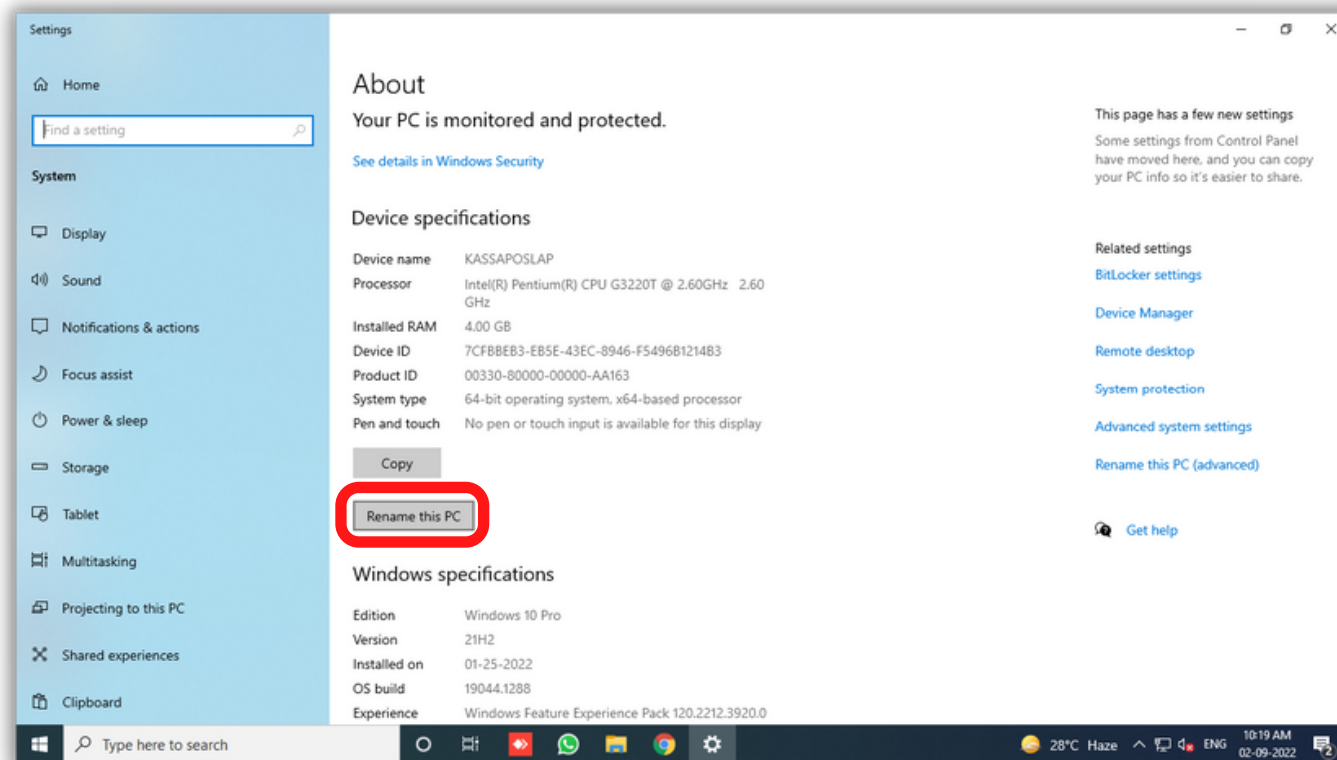 Settings
Home
Find a setting
System
Display
Sound
Notifications & actions
Focus assist
Power & sleep
Storage
Tablet
Multitasking
Projecting to this PC
Shared experiences
Clipboard
About
Your PC is monitored and protected.
See details in Windows Security
Device specifications
Device name KASSAPOSLAP
Processor Intel(R) Pentium(R) CPU G3220T @ 2.60GHz 2.60
GHz
Installed RAM 4.00 GB
Device ID 7CFBBEB3-EB5E-43EC-8946-F5496B1214B3
Product ID 00330-80000-00000-AA163
System type 64-bit operating system, x64-based processor
Pen and touch No pen or touch input is available for this display
Copy
Rename this PC
Windows specifications
Edition Windows 10 Pro
Version 21H2
Installed on 01-25-2022
OS build 19044.1288
Experience Windows Feature Experience Pack 120.2212.3920.0
This page has a few new settings
Some settings from Control Panel
have moved here, and you can copy
your PC info so it's easier to share.
Related settings
BitLocker settings
Device Manager
Remote desktop
System protection
Advanced system settings
Rename this PC (advanced)
Get help
Type here to search
28°C Haze
ENG
10:19 AM
02-09-2022
2